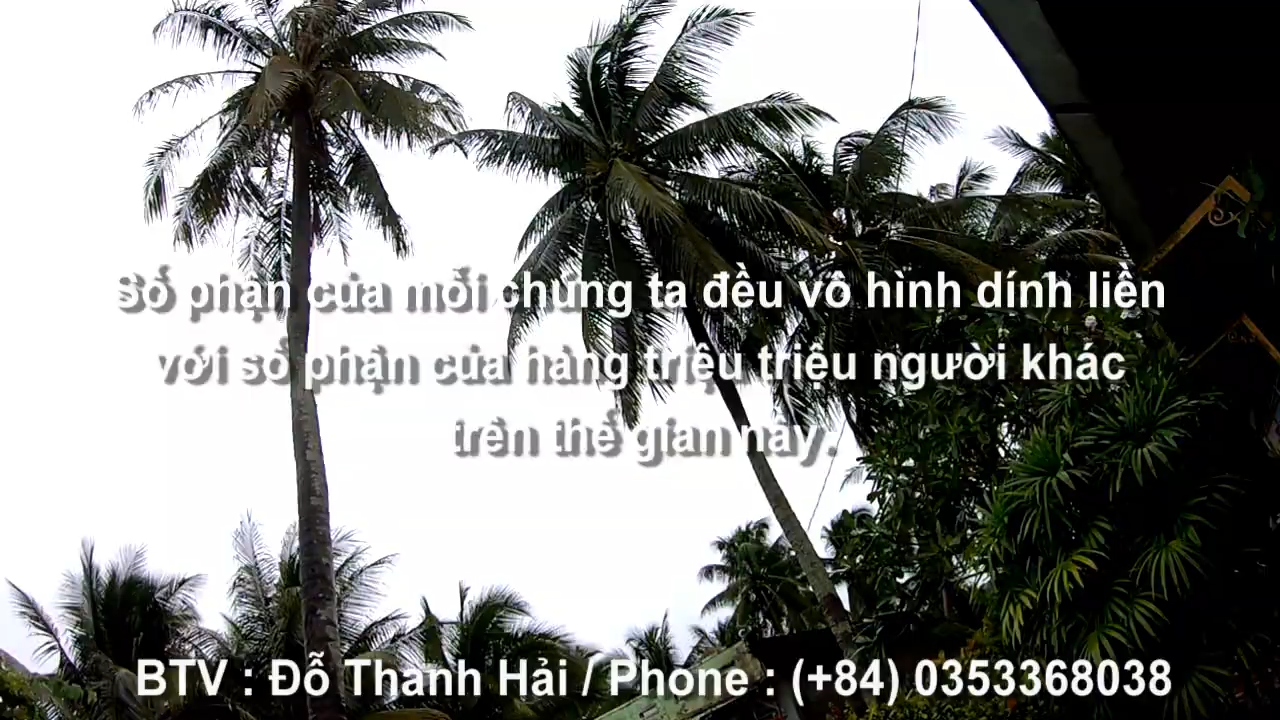 Số phận của mỗi chúng ta đều vô hình dính liền
với số phận của hàng triệu triệu người khác
trên thế gian này.
BTV : Đỗ Thanh Hải / Phone : (+84) 0353368038